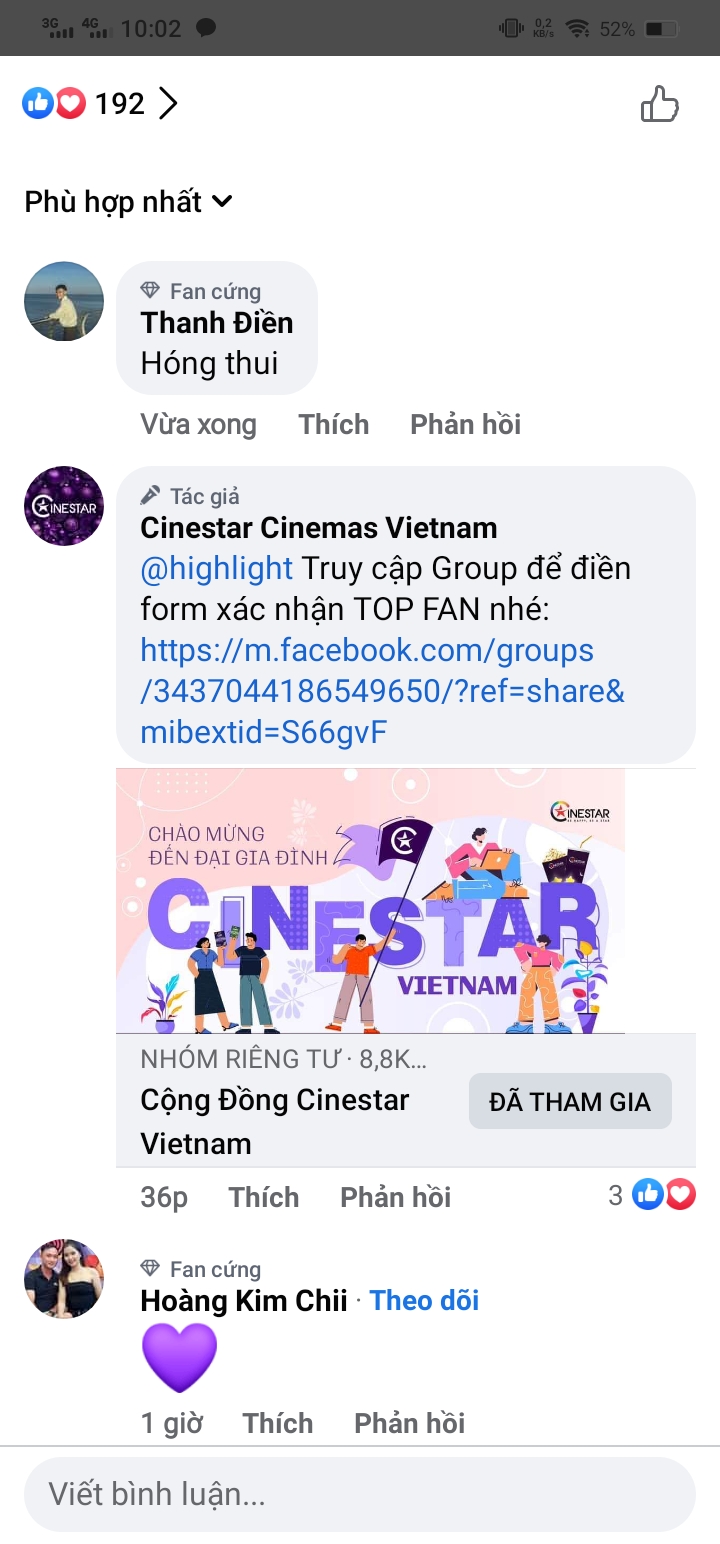 3G 4G 10:02 0,2 KB/s 52%
192
Phù hợp nhất
Fan cứng
Thanh Điền
Hóng thui
Vừa xong Thích Phản hồi
CINESTAR
Tác giả
Cinestar Cinemas Vietnam
@highlight Truy cập Group để điền
form xác nhận TOP FAN nhé:
https://m.facebook.com/groups
/3437044186549650/?ref=share&
mibextid=S66gvF
CINESTAR
CHÀO MỪNG
ĐẾN ĐẠI GIA ĐÌNH
CINESTAR
VIETNAM
NHÓM RIÊNG TƯ · 8,8K...
Cộng Đồng Cinestar
Vietnam
ĐÃ THAM GIA
36p Thích Phản hồi 3
Fan cứng
Hoàng Kim Chii · Theo dõi
1 giờ Thích Phản hồi
Viết bình luận...